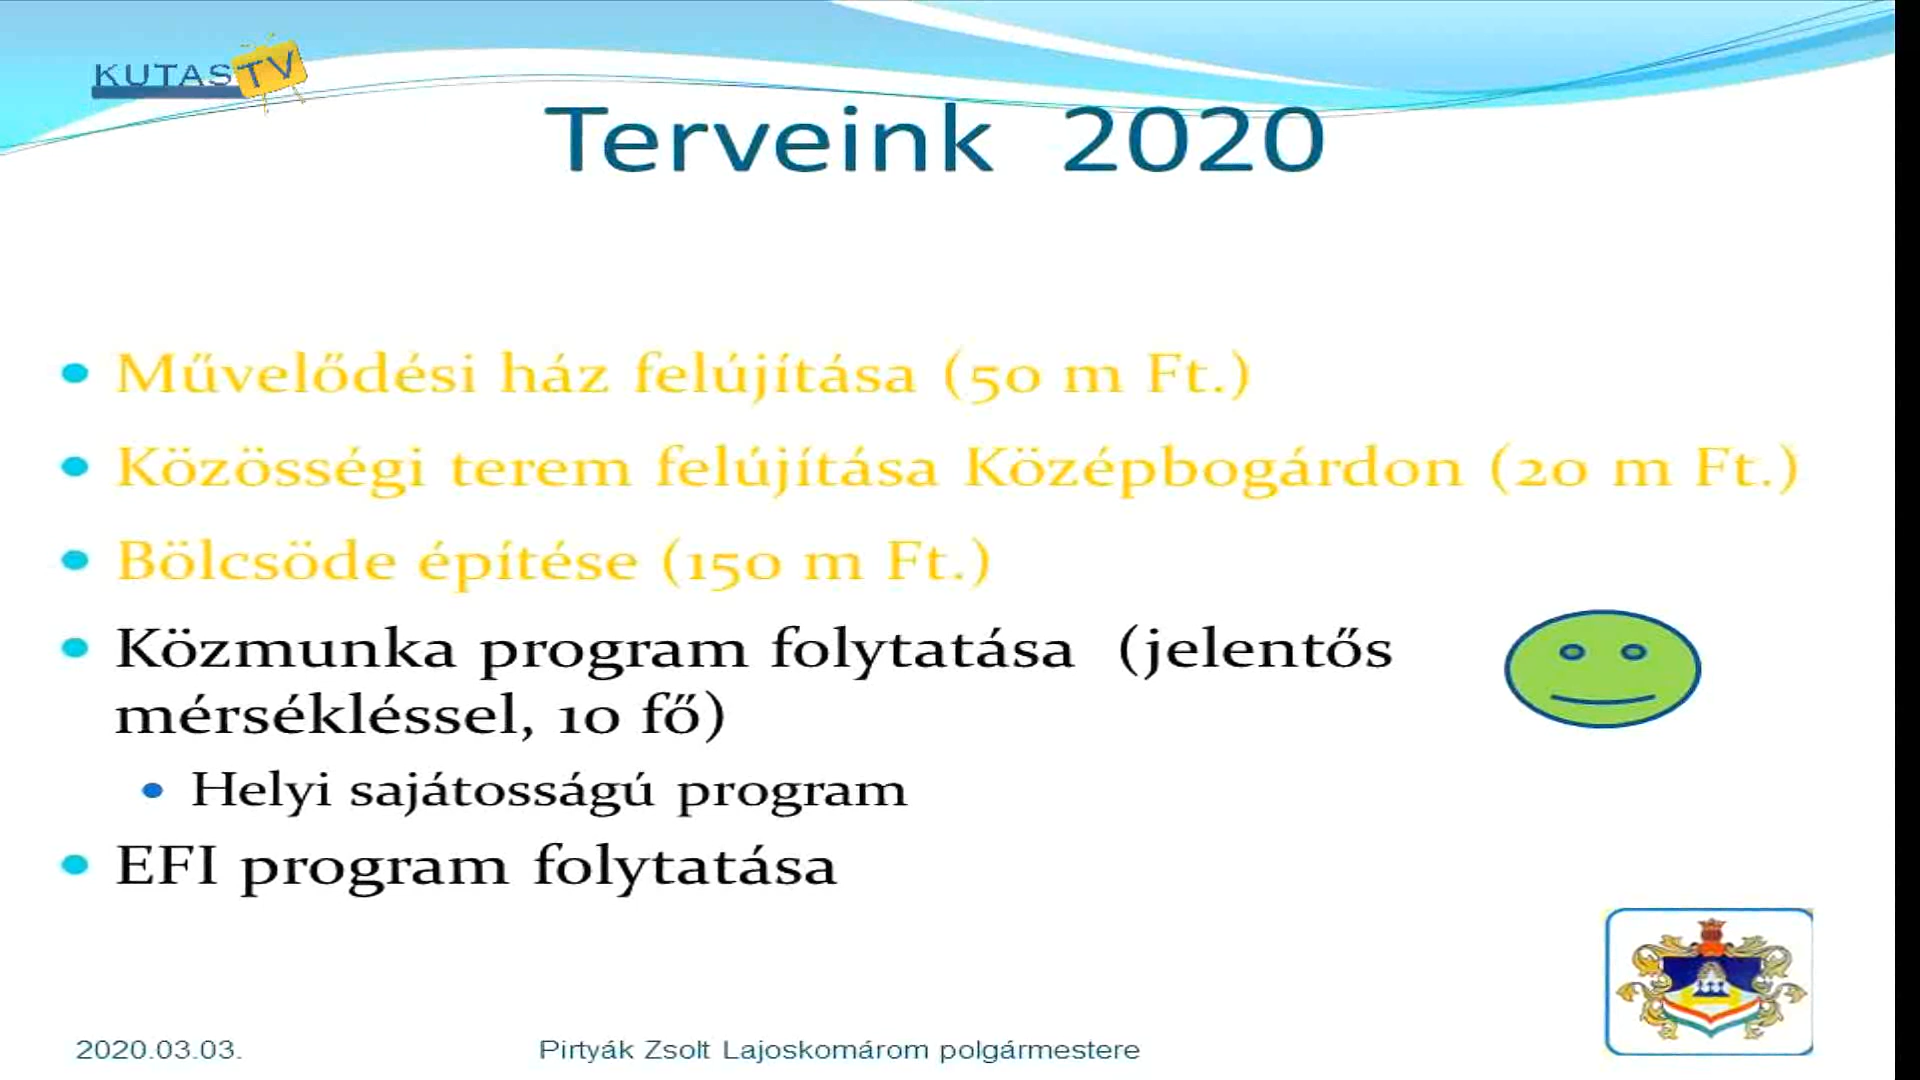 KUTAS TV
Terveink 2020
Művelődési ház felújítása (50 m Ft.)
Közösségi terem felújítása Középbogárdon (20 m Ft.)
Bölcsöde építése (150 m Ft.)
Közmunka program folytatása (jelentős
mérsékléssel, 10 fő)
Helyi sajátosságú program
EFI program folytatása
2020.03.03.
Pirtyák Zsolt Lajoskomárom polgármestere